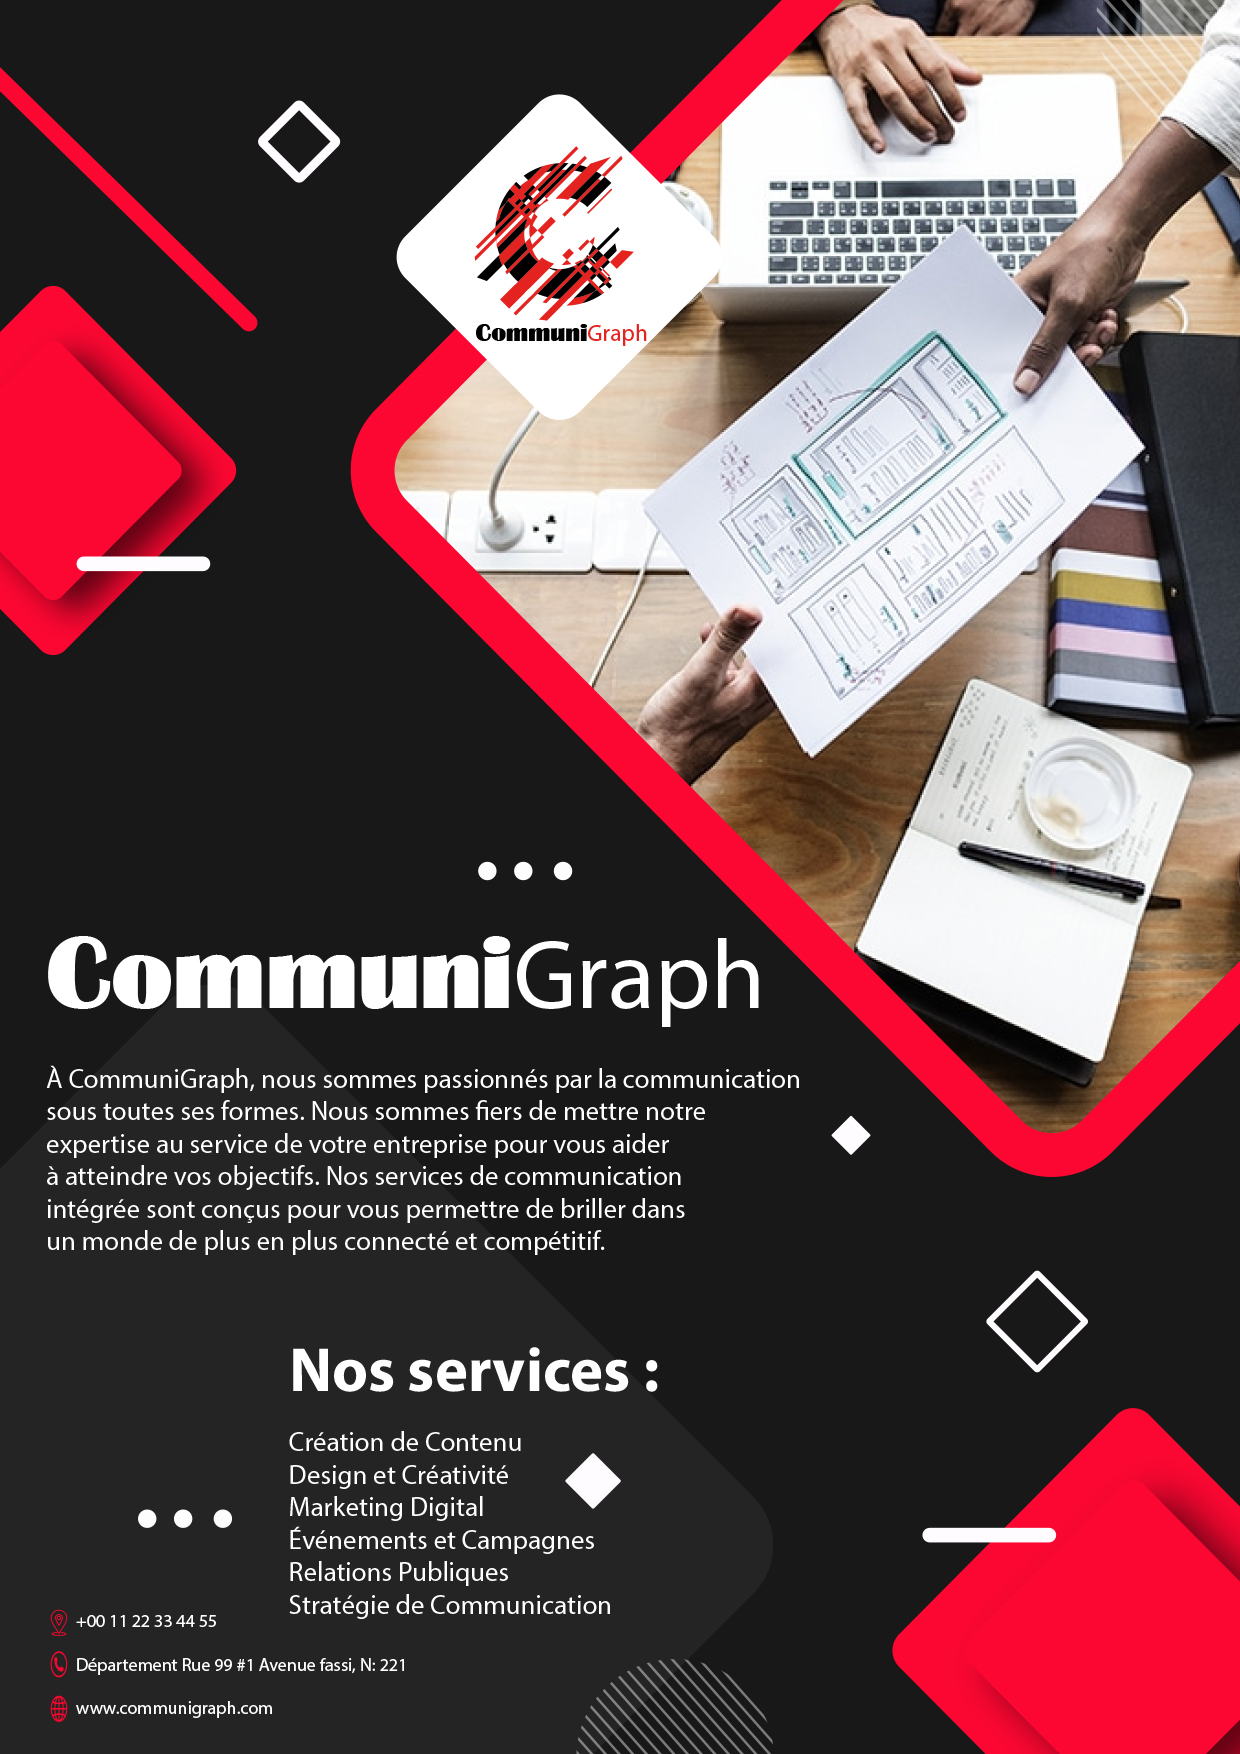 CommuniGraph
CommuniGraph
À CommuniGraph, nous sommes passionnés par la communication
sous toutes ses formes. Nous sommes fiers de mettre notre
expertise au service de votre entreprise pour vous aider
à atteindre vos objectifs. Nos services de communication
intégrée sont conçus pour vous permettre de briller dans
un monde de plus en plus connecté et compétitif.
Nos services :
Création de Contenu
Design et Créativité
Marketing Digital
Événements et Campagnes
Relations Publiques
Stratégie de Communication
+00 11 22 33 44 55
Département Rue 99 #1 Avenue fassi, N: 221
www.communigraph.com